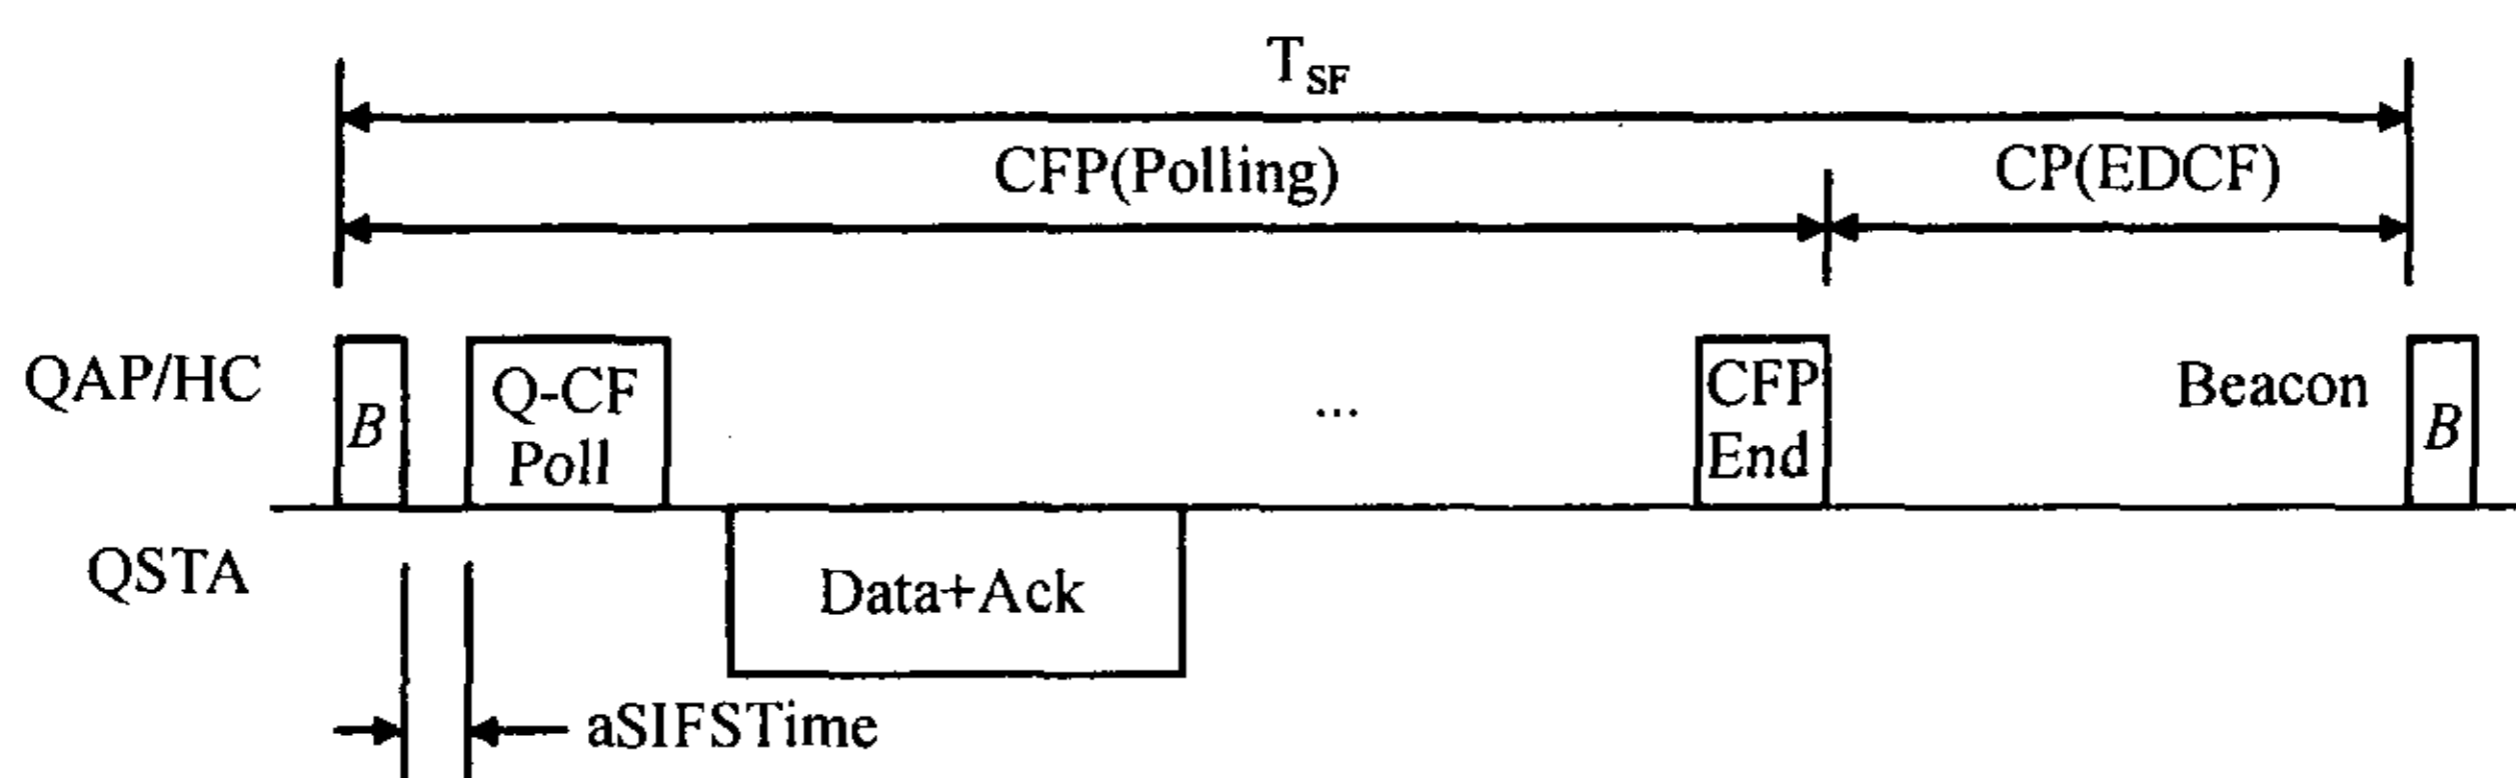 T_SF
CFP(Polling)
CP(EDCF)
QAP/HC
B
Q-CF
Poll
...
CFP
End
Beacon
B
QSTA
Data+Ack
aSIFSTime